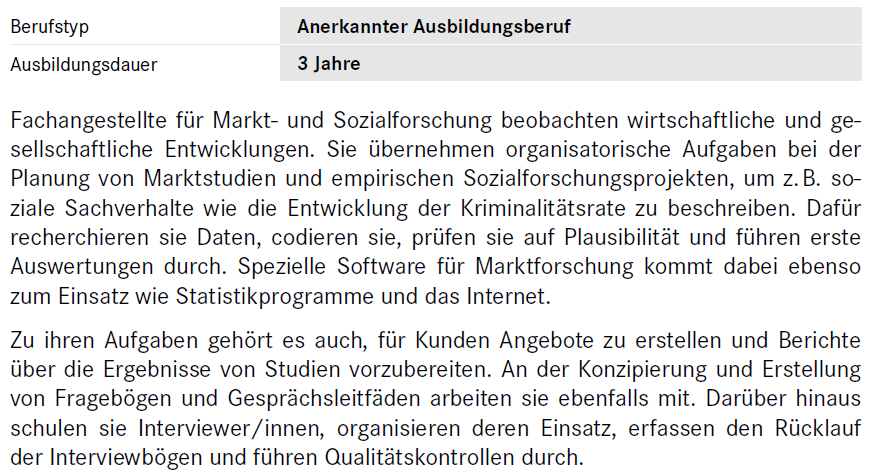 Berufstyp Anerkannter Ausbildungsberuf
Ausbildungsdauer 3 Jahre
Fachangestellte für Markt- und Sozialforschung beobachten wirtschaftliche und ge-
sellschaftliche Entwicklungen. Sie übernehmen organisatorische Aufgaben bei der
Planung von Marktstudien und empirischen Sozialforschungsprojekten, um z. B. so-
ziale Sachverhalte wie die Entwicklung der Kriminalitätsrate zu beschreiben. Dafür
recherchieren sie Daten, codieren sie, prüfen sie auf Plausibilität und führen erste
Auswertungen durch. Spezielle Software für Marktforschung kommt dabei ebenso
zum Einsatz wie Statistikprogramme und das Internet.
Zu ihren Aufgaben gehört es auch, für Kunden Angebote zu erstellen und Berichte
über die Ergebnisse von Studien vorzubereiten. An der Konzipierung und Erstellung
von Fragebögen und Gesprächsleitfäden arbeiten sie ebenfalls mit. Darüber hinaus
schulen sie Interviewer/innen, organisieren deren Einsatz, erfassen den Rücklauf
der Interviewbögen und führen Qualitätskontrollen durch.